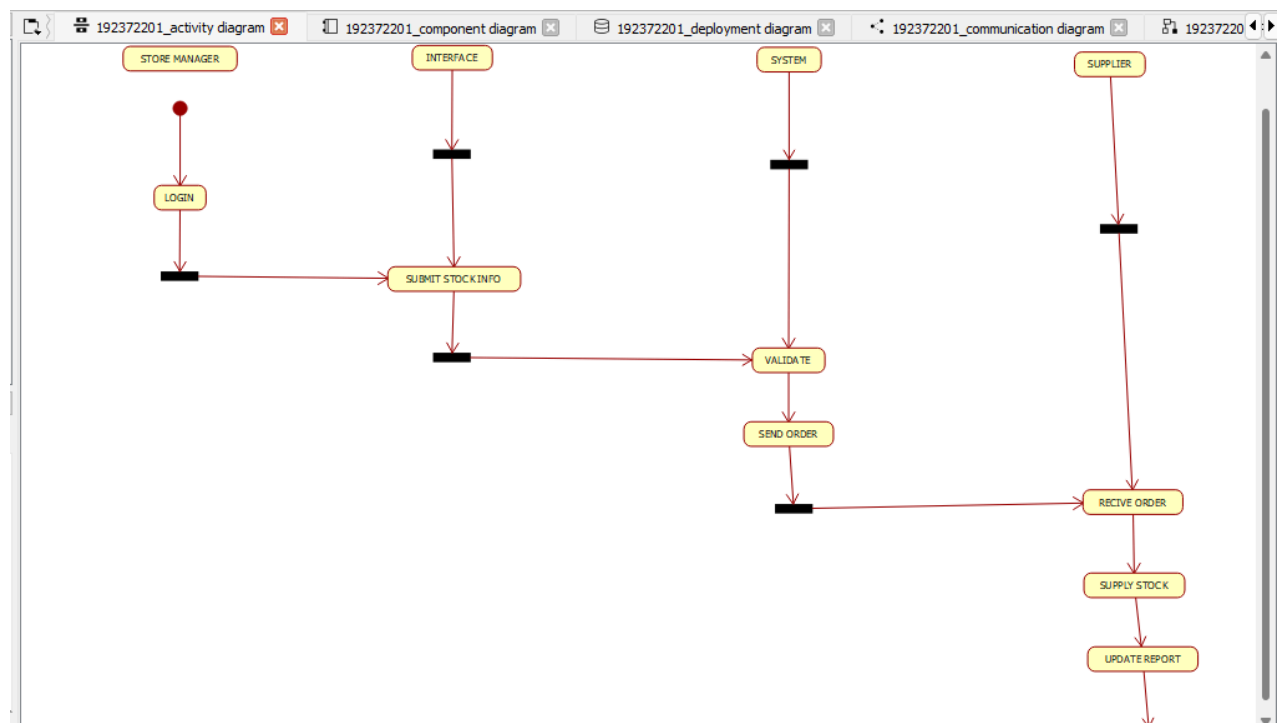 192372201_activity diagram
192372201_component diagram
192372201_deployment diagram
192372201_communication diagram
19237220
STORE MANAGER
INTERFACE
SYSTEM
SUPPLIER
LOGIN
SUBMIT STOCK INFO
VALIDATE
SEND ORDER
RECIVE ORDER
SUPPLY STOCK
UPDATE REPORT